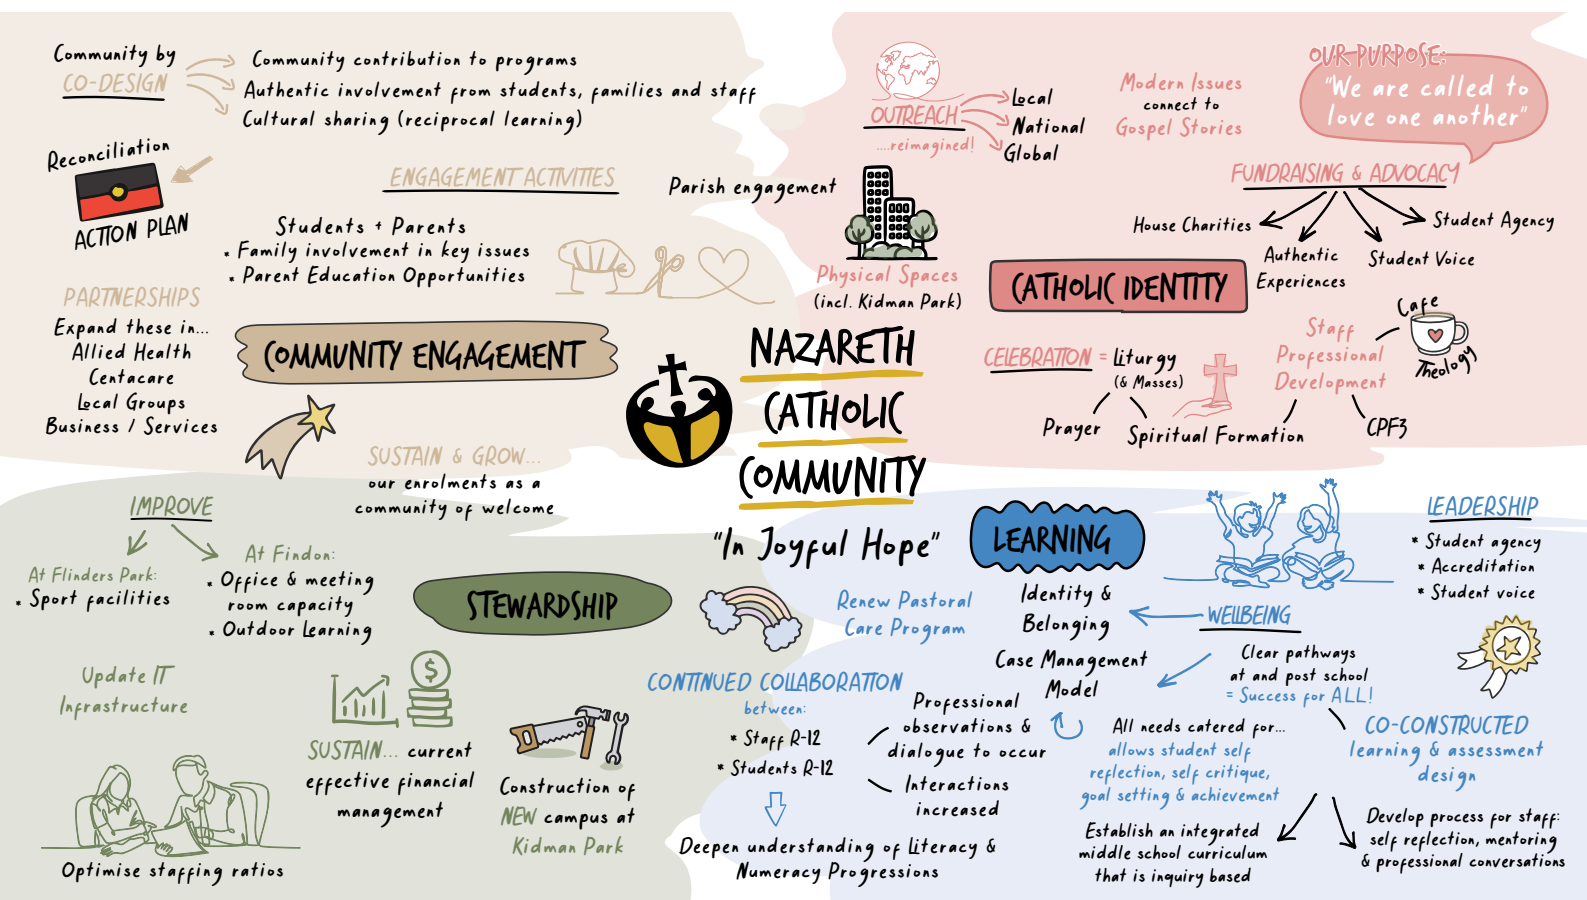 Community by
CO-DESIGN
Community contribution to programs
Authentic involvement from students, families and staff
Cultural sharing (reciprocal learning)
Reconciliation
ACTION PLAN
ENGAGEMENT ACTIVITIES
Parish engagement
Students + Parents
* Family involvement in key issues
* Parent Education Opportunities
PARTNERSHIPS
Expand these in...
Allied Health
Centacare
Local Groups
Business / Services
COMMUNITY ENGAGEMENT
SUSTAIN & GROW...
our enrolments as a
community of welcome
OUTREACH
....reimagined!
Local
National
Global
Modern Issues
connect to
Gospel Stories
OUR PURPOSE:
"We are called to
love one another"
FUNDRAISING & ADVOCACY
House Charities
Authentic
Experiences
Student Voice
Student Agency
Physical Spaces
(incl. Kidman Park)
CATHOLIC IDENTITY
CELEBRATION = Liturgy
(& Masses)
Prayer
Spiritual Formation
Staff
Professional
Development
Cafe
Theology
CPF3
NAZARETH
CATHOLIC
COMMUNITY
"In Joyful Hope"
IMPROVE
At Flinders Park:
* Sport facilities
At Findon:
* Office & meeting
room capacity
* Outdoor Learning
STEWARDSHIP
Update IT
Infrastructure
SUSTAIN... current
effective financial
management
Construction of
NEW campus at
Kidman Park
Optimise staffing ratios
LEARNING
Identity &
Belonging
Renew Pastoral
Care Program
WELLBEING
Case Management
Model
Clear pathways
at and post school
= Success for ALL!
LEADERSHIP
* Student agency
* Accreditation
* Student voice
CONTINUED COLLABORATION
between:
* Staff R-12
* Students R-12
Professional
observations &
dialogue to occur
Interactions
increased
Deepen understanding of Literacy &
Numeracy Progressions
All needs catered for...
allows student self
reflection, self critique,
goal setting & achievement
CO-CONSTRUCTED
learning & assessment
design
Establish an integrated
middle school curriculum
that is inquiry based
Develop process for staff:
self reflection, mentoring
& professional conversations